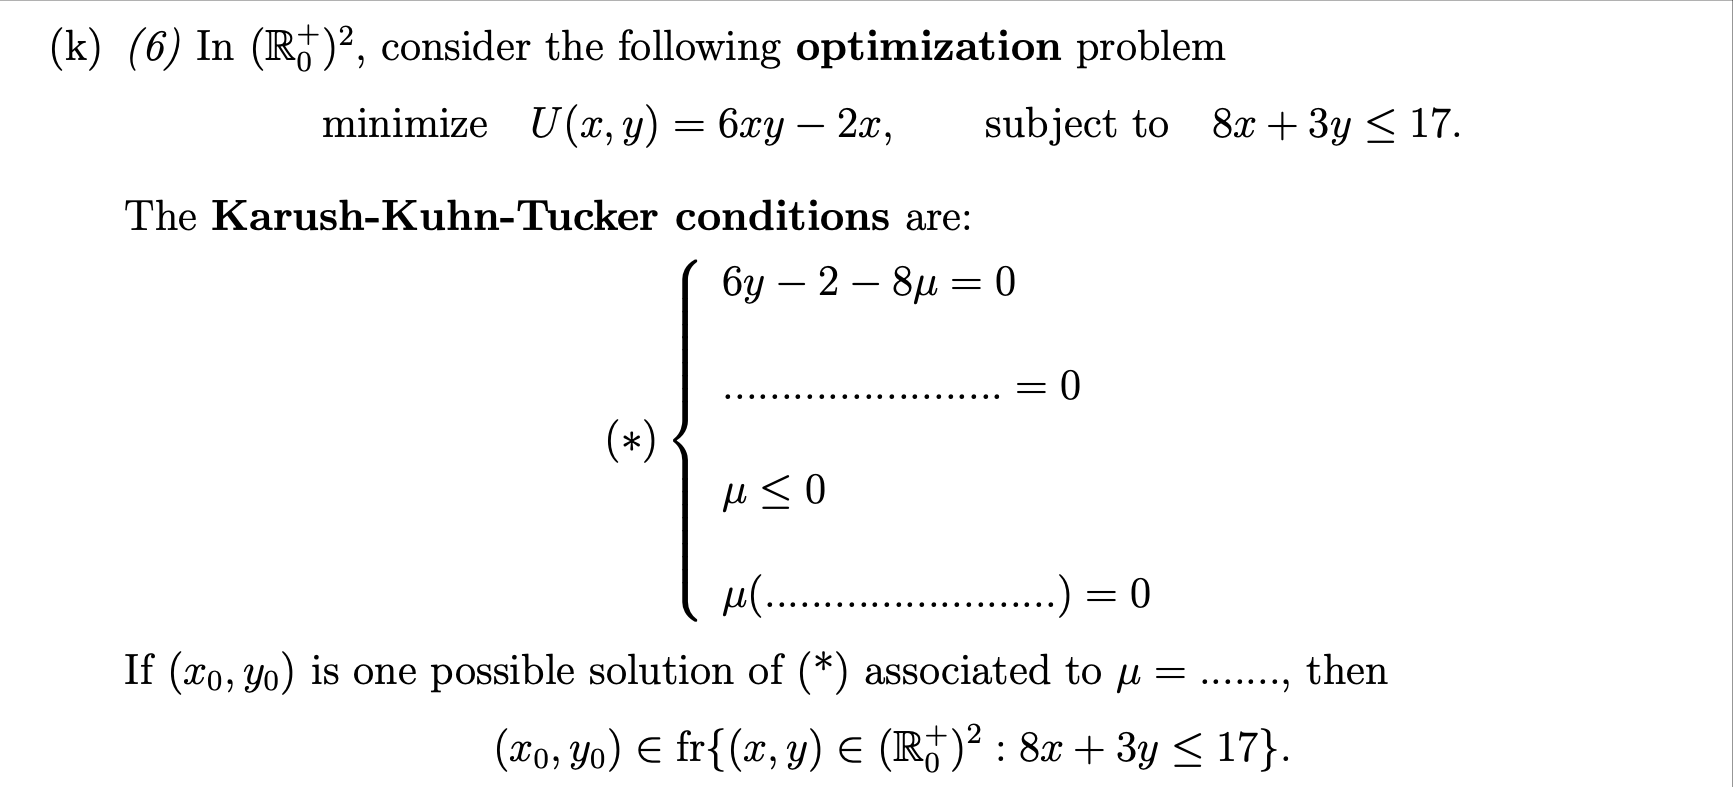 (k) (6) In (ℝ₀⁺)², consider the following optimization problem
minimize U(x, y) = 6xy − 2x, subject to 8x + 3y ≤ 17.
The Karush-Kuhn-Tucker conditions are:
6y − 2 − 8μ = 0
......................... = 0
(∗)
μ ≤ 0
μ(..........................) = 0
If (x₀, y₀) is one possible solution of (*) associated to μ = ......., then
(x₀, y₀) ∈ fr{(x, y) ∈ (ℝ₀⁺)² : 8x + 3y ≤ 17}.